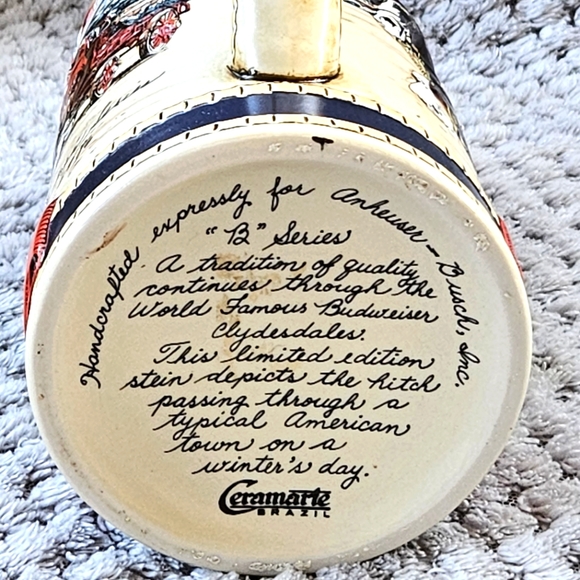 Handcrafted expressly for Anheuser-Busch, Inc.
"B" Series
A tradition of quality
continues through the
World Famous Budweiser
Clydesdales.
This limited edition
stein depicts the hitch
passing through a
typical American
town on a
winter's day.
Ceramarte
BRAZIL